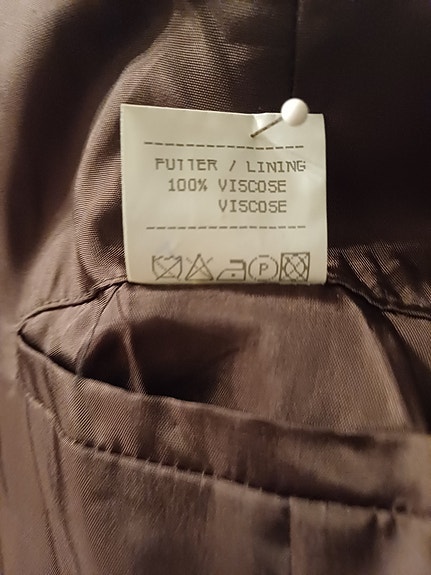 FUTTER / LINING
100% VISCOSE
VISCOSE
P